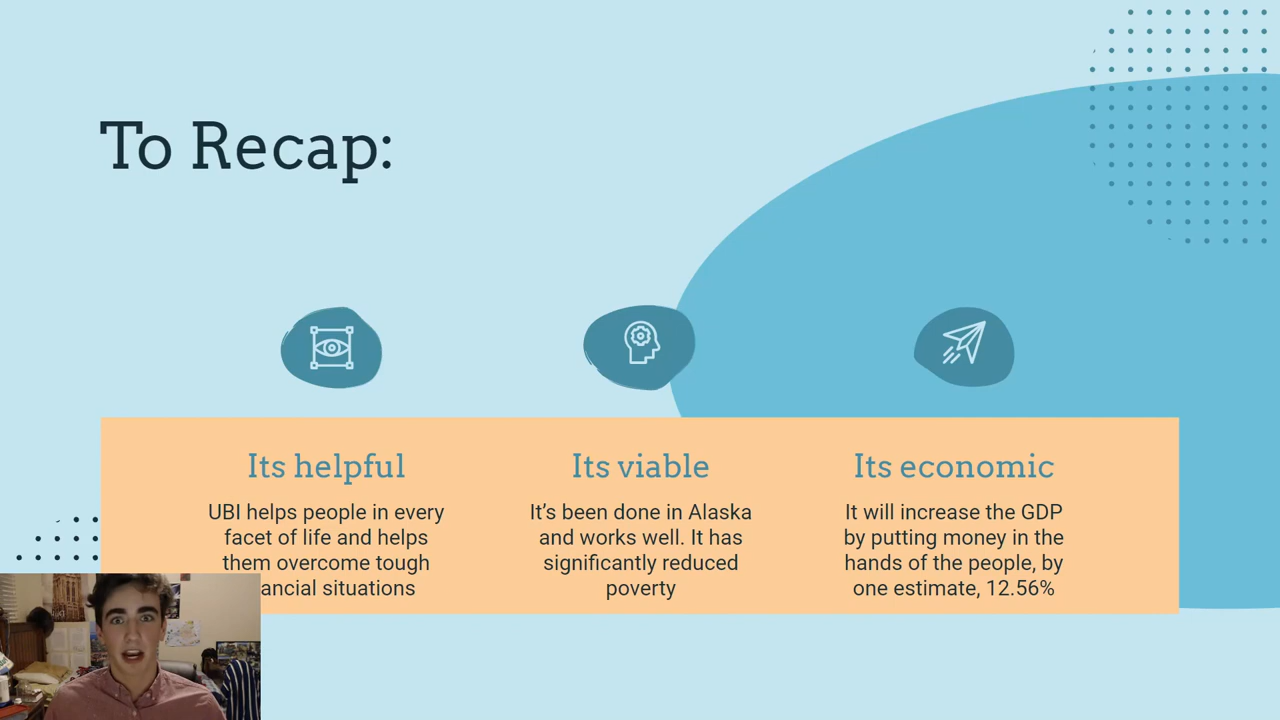 To Recap:
Its helpful
UBI helps people in every
facet of life and helps
them overcome tough
ancial situations
Its viable
It’s been done in Alaska
and works well. It has
significantly reduced
poverty
Its economic
It will increase the GDP
by putting money in the
hands of the people, by
one estimate, 12.56%